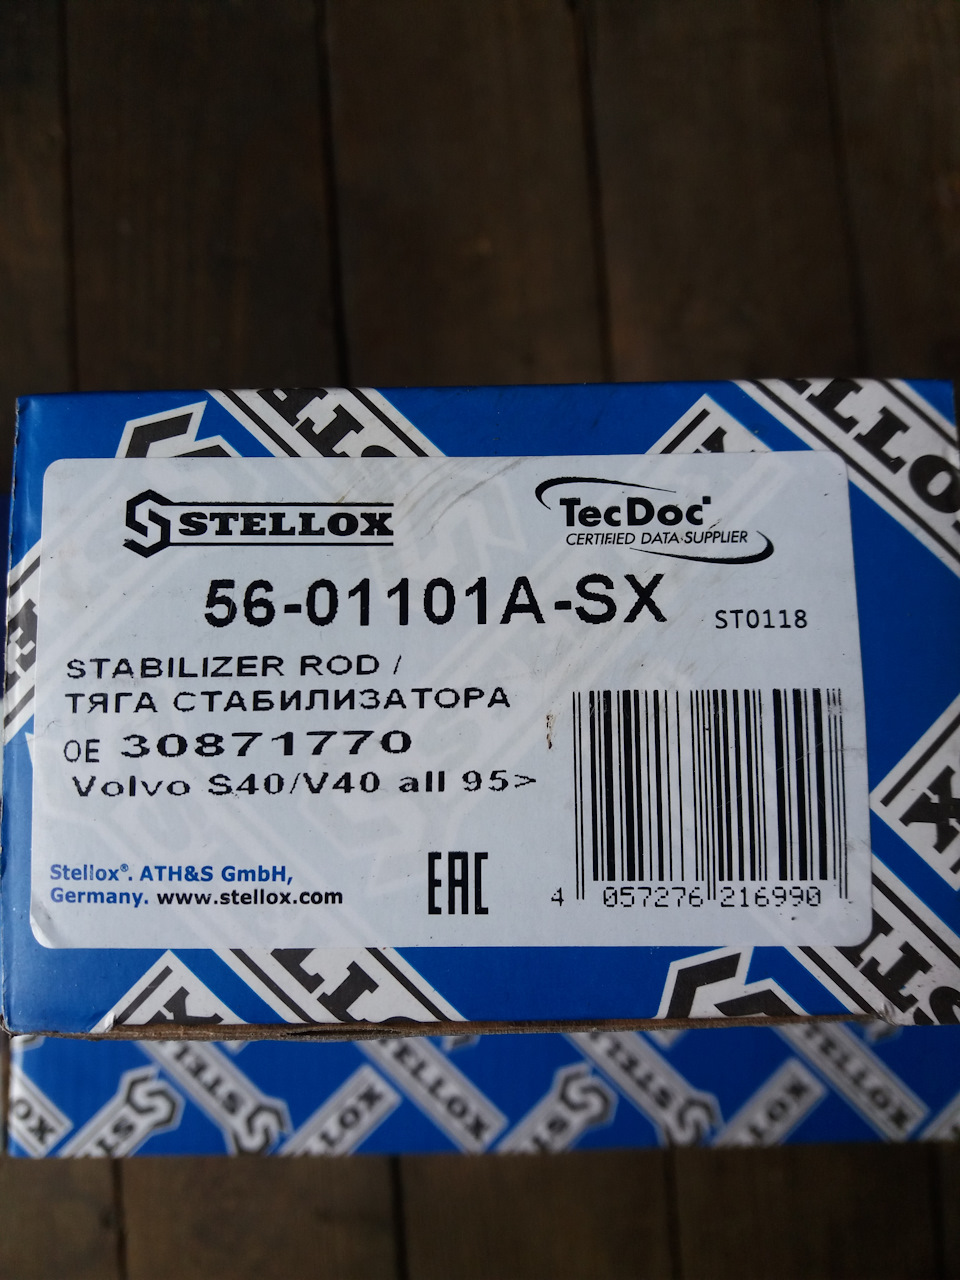 STELLOX
TecDoc
CERTIFIED DATA SUPPLIER
56-01101A-SX
ST0118
STABILIZER ROD /
ТЯГА СТАБИЛИЗАТОРА
OE 30871770
Volvo S40/V40 all 95>
Stellox®. ATH&S GmbH,
Germany. www.stellox.com
EAC
4 057276 216990
STELLOX